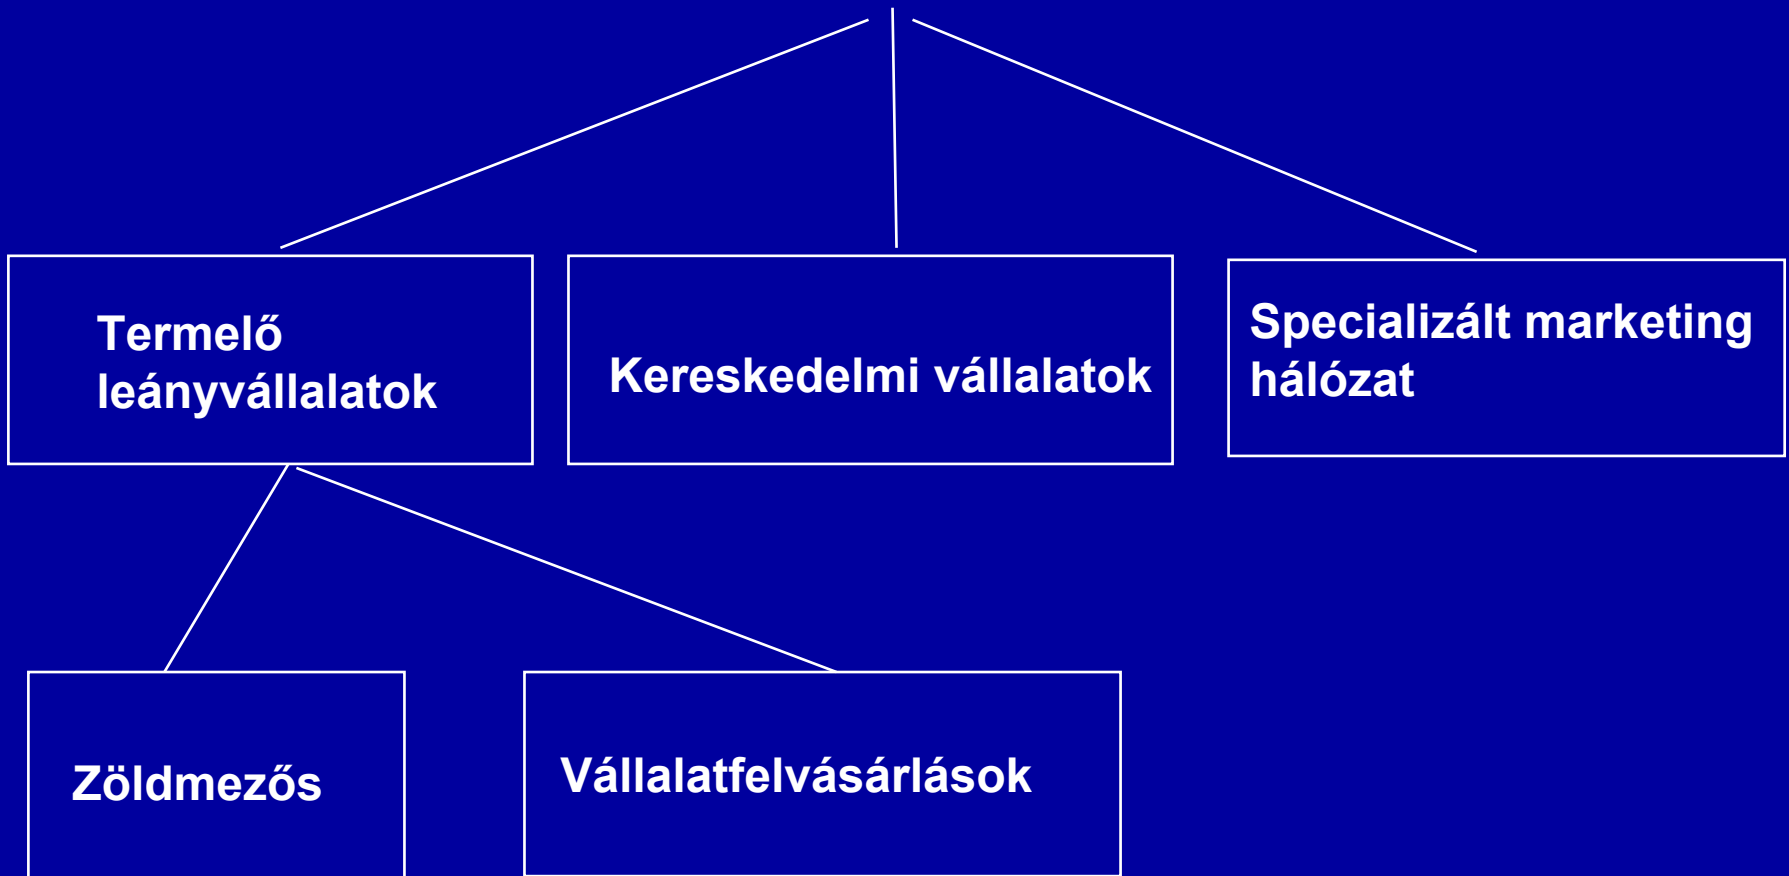 Termelő
leányvállalatok
Kereskedelmi vállalatok
Specializált marketing
hálózat
Zöldmezős
Vállalatfelvásárlások